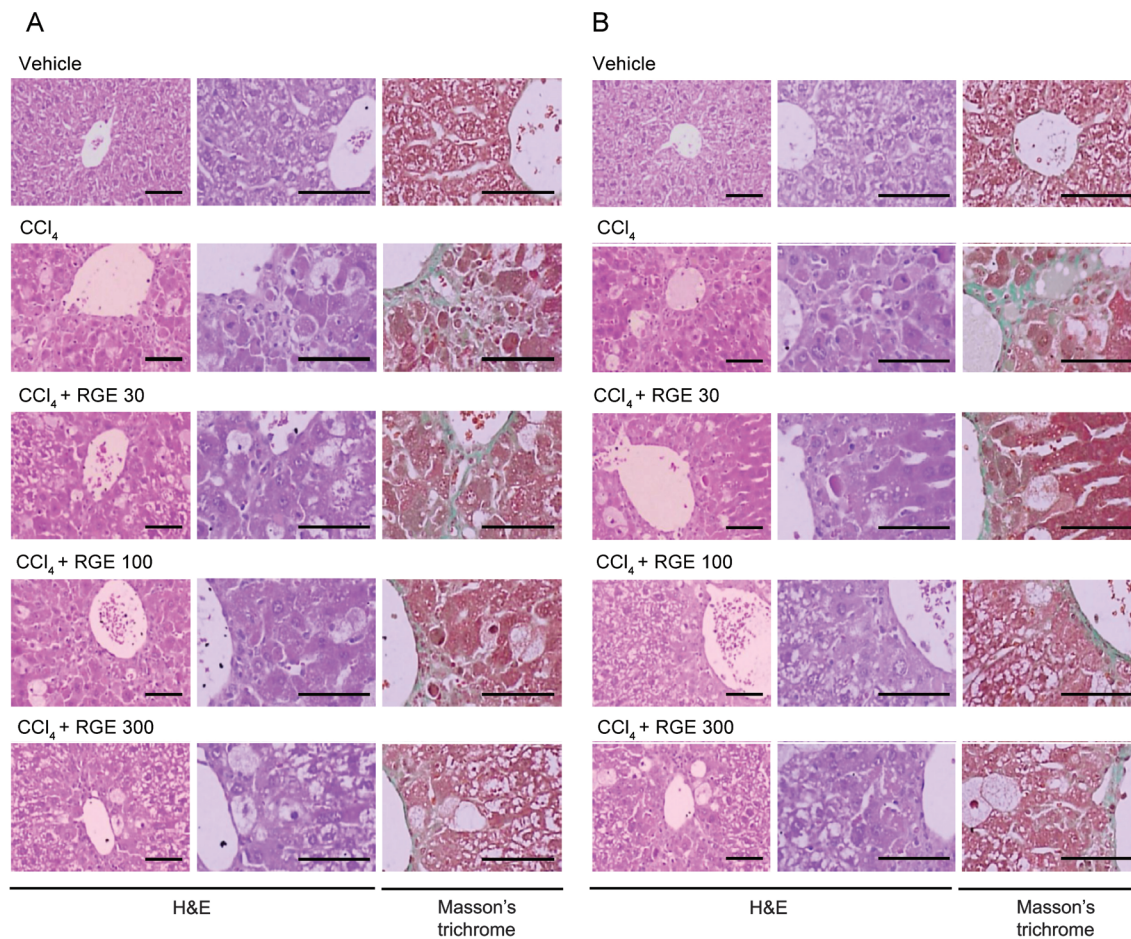 A
Vehicle
CCl₄
CCl₄ + RGE 30
CCl₄ + RGE 100
CCl₄ + RGE 300
H&E
Masson's
trichrome
B
Vehicle
CCl₄
CCl₄ + RGE 30
CCl₄ + RGE 100
CCl₄ + RGE 300
H&E
Masson's
trichrome